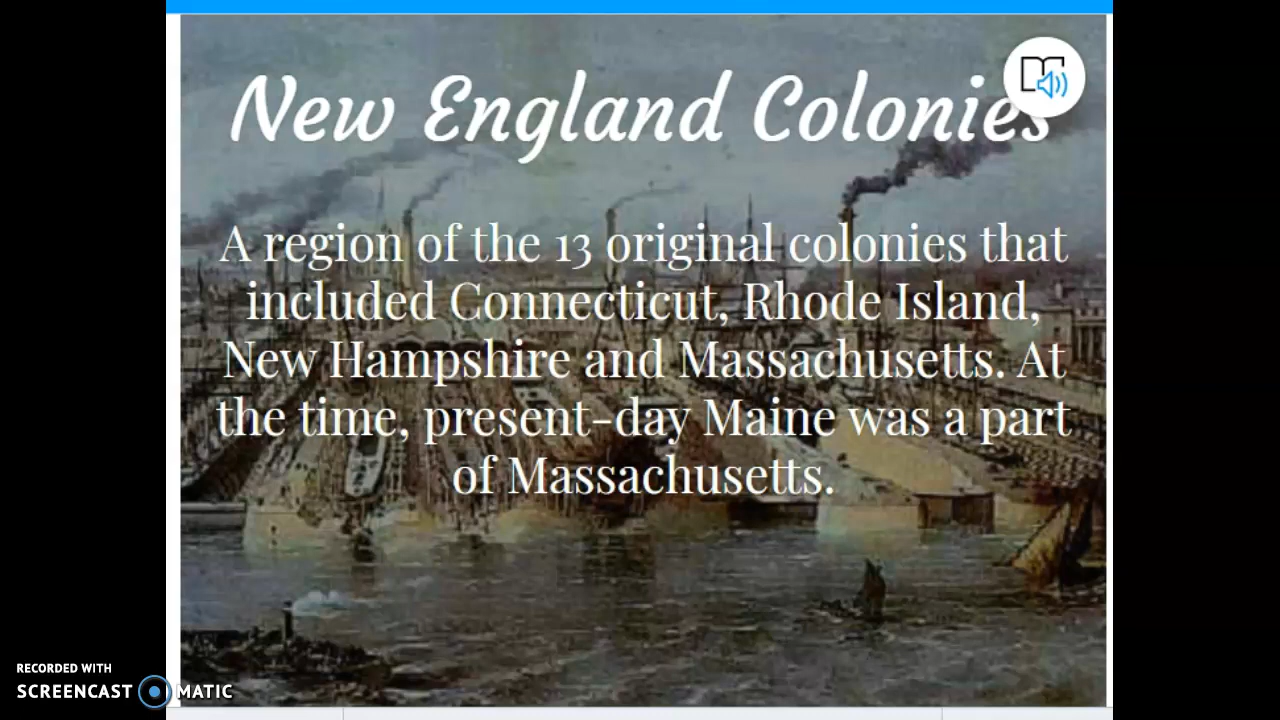 New England Colonies
A region of the 13 original colonies that
included Connecticut, Rhode Island,
New Hampshire and Massachusetts. At
the time, present-day Maine was a part
of Massachusetts.
RECORDED WITH
SCREENCAST MATIC